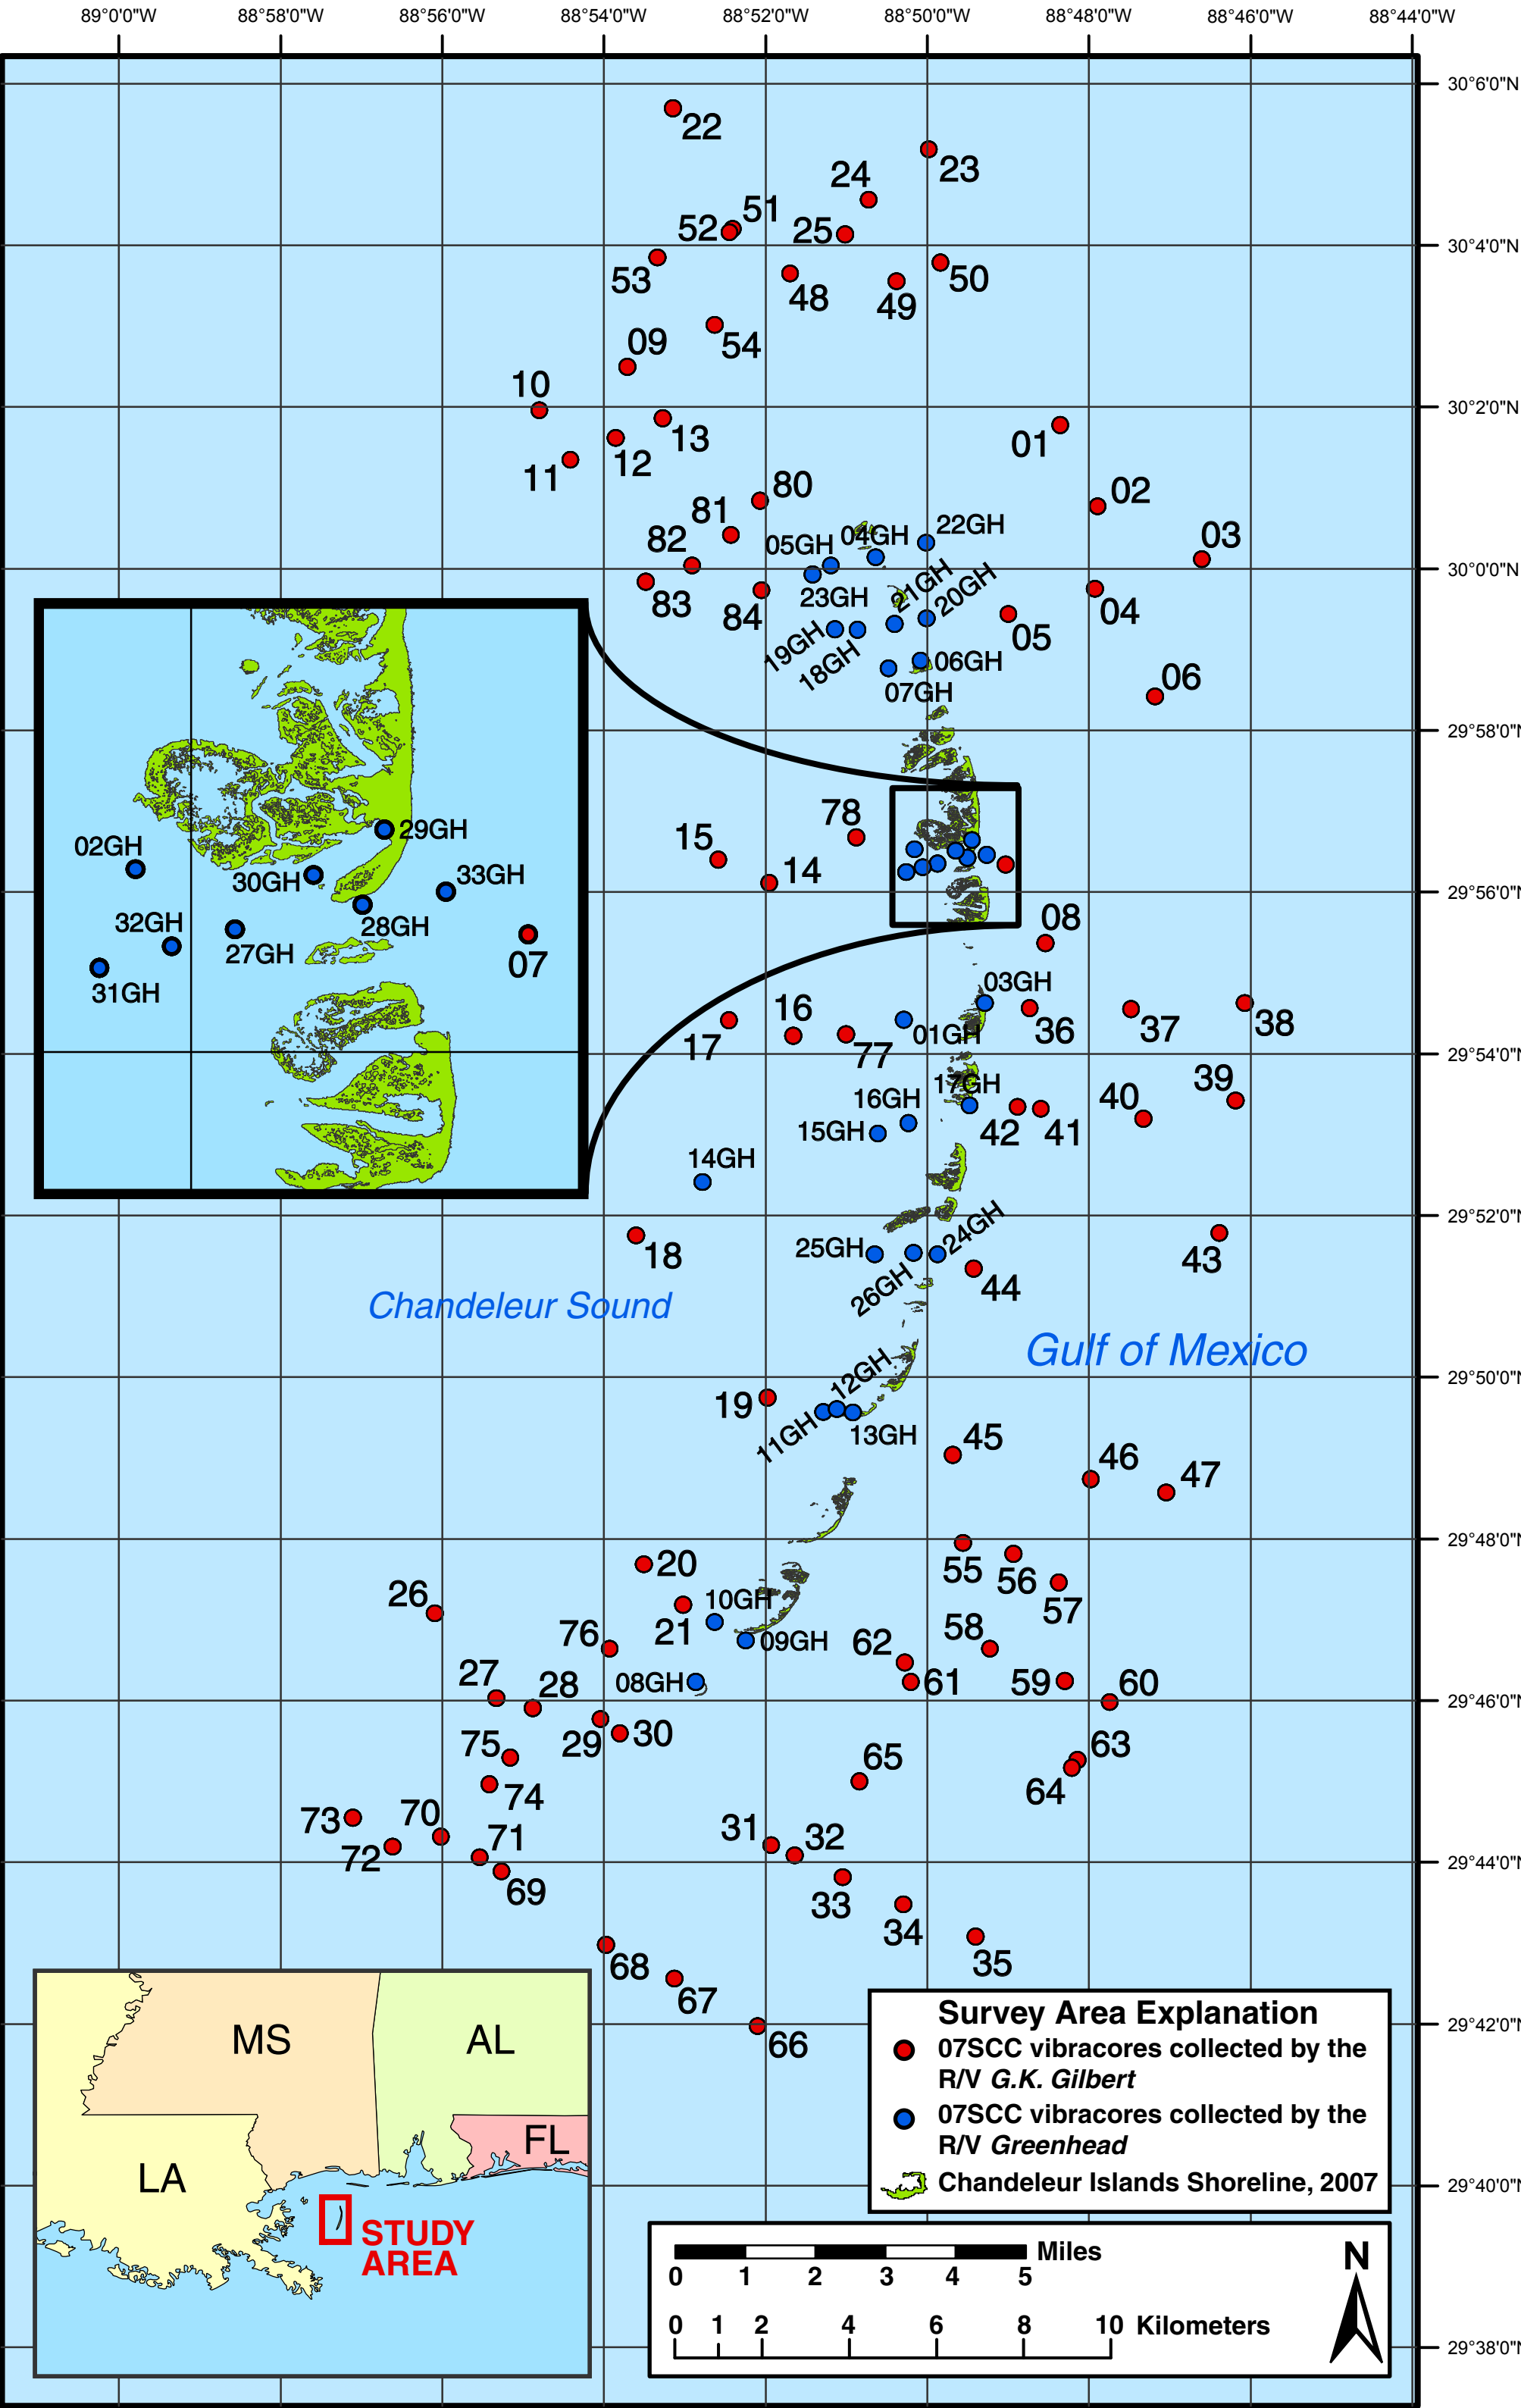 89°0'0"W
88°58'0"W
88°56'0"W
88°54'0"W
88°52'0"W
88°50'0"W
88°48'0"W
88°46'0"W
88°44'0"W
30°6'0"N
22
23
24
51
52
25
30°4'0"N
53
48
49
50
54
09
10
30°2'0"N
13
12
11
01
80
02
81
22GH
04GH
05GH
82
03
30°0'0"N
21GH
20GH
83
84
23GH
04
05
19GH
18GH
06GH
07GH
06
29°58'0"N
78
15
14
29°56'0"N
02GH
29GH
30GH
33GH
32GH
28GH
27GH
07
31GH
08
03GH
17
16
77
01GH
36
37
38
29°54'0"N
17GH
16GH
15GH
42
41
40
39
14GH
29°52'0"N
18
25GH
24GH
26GH
44
43
Chandeleur Sound
Gulf of Mexico
29°50'0"N
19
12GH
11GH
13GH
45
46
47
29°48'0"N
55
56
57
20
26
10GH
21
76
09GH
62
58
08GH
61
59
60
27
28
29°46'0"N
29
30
75
63
64
65
74
73
70
72
71
31
32
29°44'0"N
69
33
34
35
68
67
29°42'0"N
66
MS
AL
FL
LA
STUDY
AREA
Survey Area Explanation
07SCC vibracores collected by the
R/V G.K. Gilbert
07SCC vibracores collected by the
R/V Greenhead
Chandeleur Islands Shoreline, 2007
29°40'0"N
Miles
0 1 2 3 4 5
N
0 1 2 4 6 8 10 Kilometers
29°38'0"N